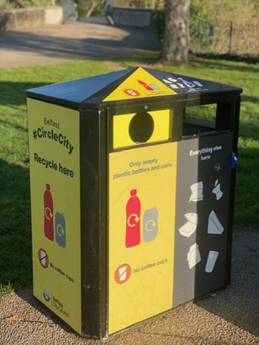 Belfast
#CircleCity
Recycle here
No coffee cups
Only empty
plastic bottles and cans
No coffee cups
Everything else
here